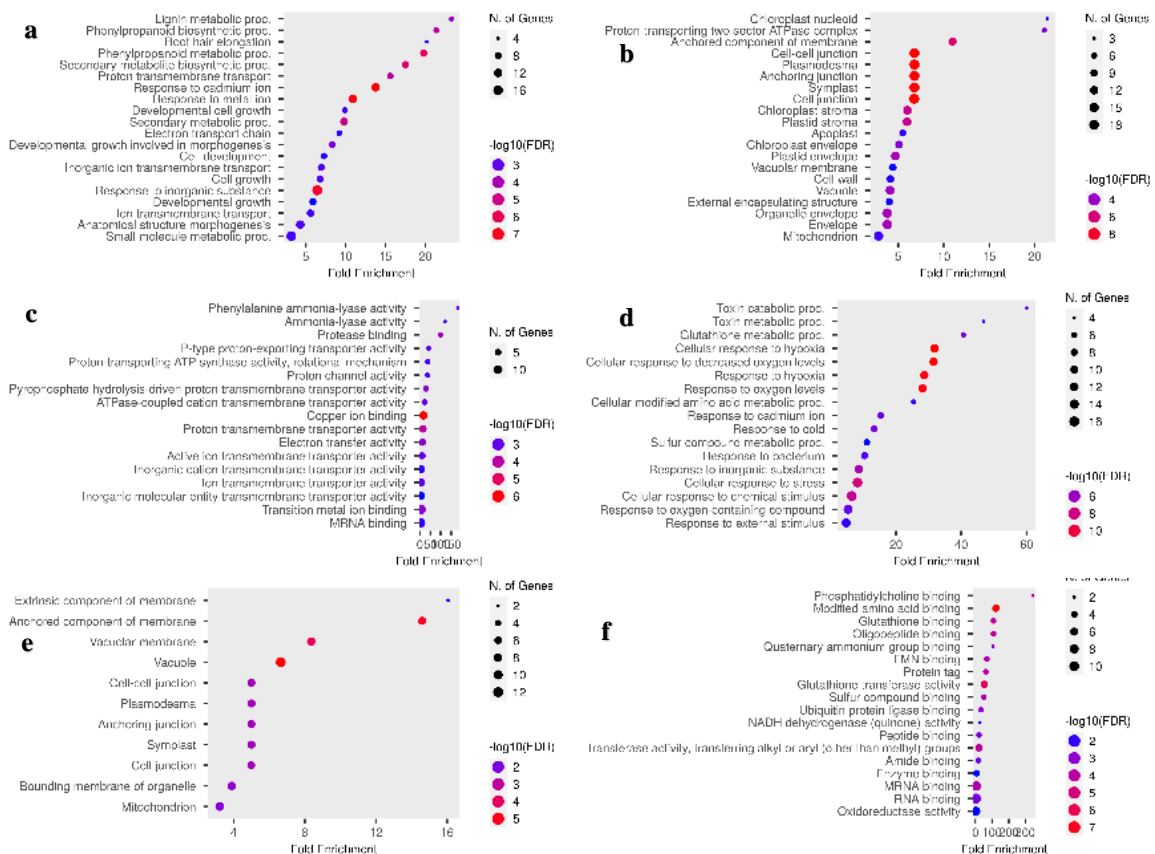 a
Lignin metabolic proc.
Phenylpropanoid biosynthetic proc.
Root hair elongation
Phenylpropanoid metabolic proc.
Secondary metabolite biosynthetic proc.
Proton transmembrane transport
Response to cadmium ion
Response to metal ion
Developmental cell growth
Secondary metabolic proc.
Electron transport chain
Developmental growth involved in morphogenesis
Cell development
Inorganic ion transmembrane transport
Cell growth
Response to inorganic substance
Developmental growth
Ion transmembrane transport
Anatomical structure morphogenesis
Small molecule metabolic proc.
5 10 15 20
Fold Enrichment
N. of Genes
4
8
12
16
-log10(FDR)
3
4
5
6
7
b
Chloroplast nucleoid
Proton-transporting two-sector ATPase complex
Anchored component of membrane
Cell-cell junction
Plasmodesma
Anchoring junction
Symplast
Cell junction
Chloroplast stroma
Plastid stroma
Apoplast
Chloroplast envelope
Plastid envelope
Vacuolar membrane
Cell wall
Vacuole
External encapsulating structure
Organelle envelope
Envelope
Mitochondrion
5 10 15 20
Fold Enrichment
N. of Genes
3
6
9
12
15
18
-log10(FDR)
4
6
8
c
Phenylalanine ammonia-lyase activity
Ammonia-lyase activity
Protease binding
P-type proton-exporting transporter activity
Proton-transporting ATP synthase activity, rotational mechanism
Proton channel activity
Pyrophosphate hydrolysis-driven proton transmembrane transporter activity
ATPase-coupled cation transmembrane transporter activity
Copper ion binding
Proton transmembrane transporter activity
Electron transfer activity
Active ion transmembrane transporter activity
Inorganic cation transmembrane transporter activity
Ion transmembrane transporter activity
Inorganic molecular entity transmembrane transporter activity
Transition metal ion binding
MRNA binding
0 50 100 150
Fold Enrichment
N. of Genes
5
10
-log10(FDR)
3
4
5
6
d
Toxin catabolic proc.
Toxin metabolic proc.
Glutathione metabolic proc.
Cellular response to hypoxia
Cellular response to decreased oxygen levels
Response to hypoxia
Response to oxygen levels
Cellular modified amino acid metabolic proc.
Response to cadmium ion
Response to cold
Sulfur compound metabolic proc.
Response to bacterium
Response to inorganic substance
Cellular response to stress
Cellular response to chemical stimulus
Response to oxygen-containing compound
Response to external stimulus
20 40 60
Fold Enrichment
N. of Genes
4
6
8
10
12
14
16
-log10(FDR)
6
8
10
e
Extrinsic component of membrane
Anchored component of membrane
Vacuolar membrane
Vacuole
Cell-cell junction
Plasmodesma
Anchoring junction
Symplast
Cell junction
Bounding membrane of organelle
Mitochondrion
4 8 12 16
Fold Enrichment
N. of Genes
2
4
6
8
10
12
-log10(FDR)
2
3
4
5
f
Phosphatidylcholine binding
Modified amino acid binding
Glutathione binding
Oligopeptide binding
Quaternary ammonium group binding
FMN binding
Protein tag
Glutathione transferase activity
Sulfur compound binding
Ubiquitin protein ligase binding
NADH dehydrogenase (quinone) activity
Peptide binding
Transferase activity, transferring alkyl or aryl (other than methyl) groups
Amide binding
Enzyme binding
MRNA binding
RNA binding
Oxidoreductase activity
0 100 200 300
Fold Enrichment
N. of Genes
2
4
6
8
10
-log10(FDR)
2
3
4
5
6
7